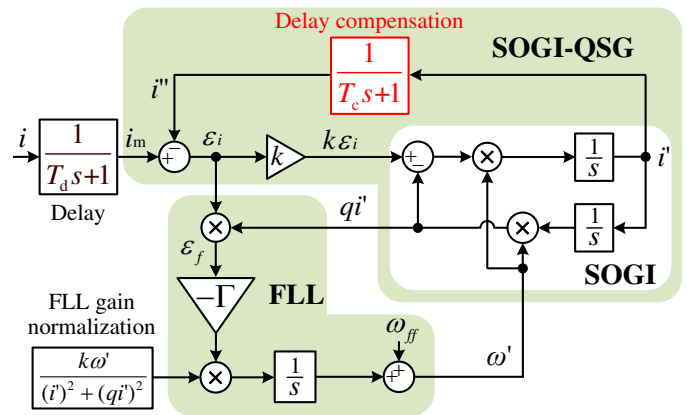 Delay compensation
SOGI-QSG
1
T_c s+1
i''
i
1
T_d s+1
Delay
i_m
+
−
ε_i
k
kε_i
+
−
×
1
s
i'
qi'
×
×
1
s
SOGI
ε_f
−Γ
FLL
FLL gain
normalization
kω'
(i')² + (qi')²
×
1
s
ω_ff
+
+
ω'